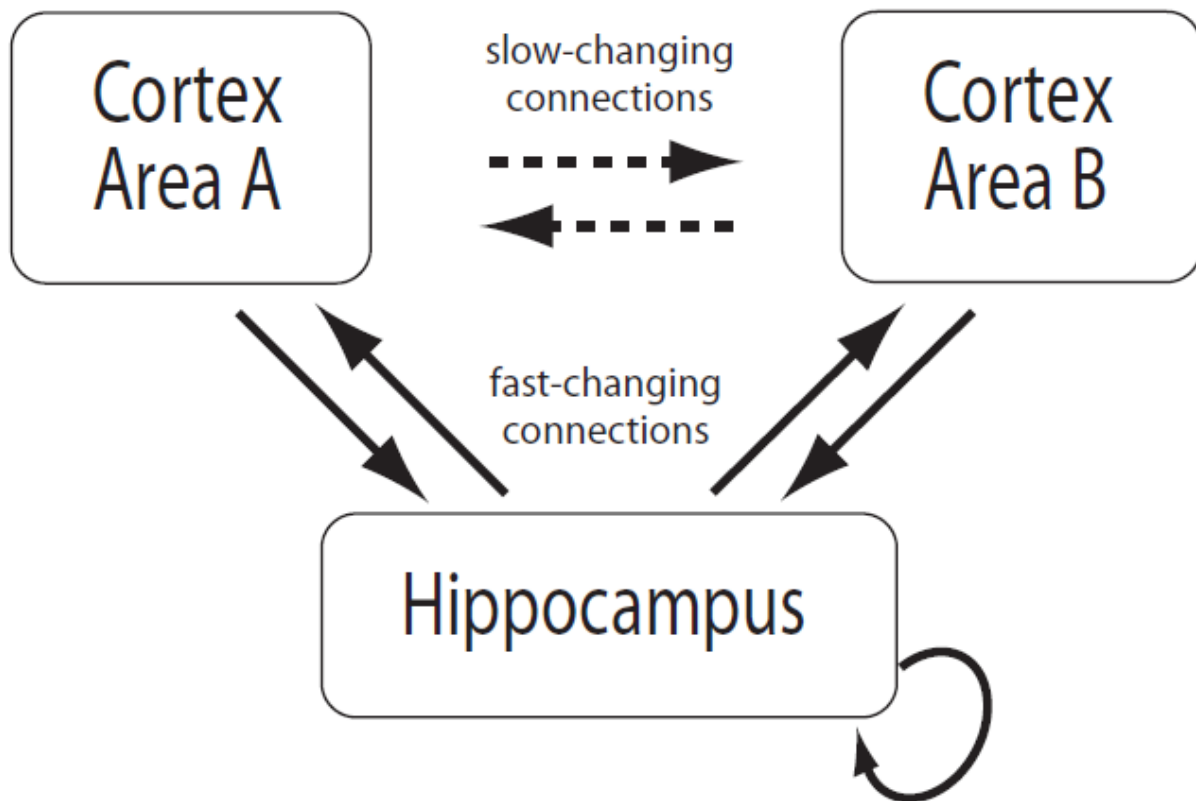 Cortex
Area A
slow-changing
connections
Cortex
Area B
fast-changing
connections
Hippocampus